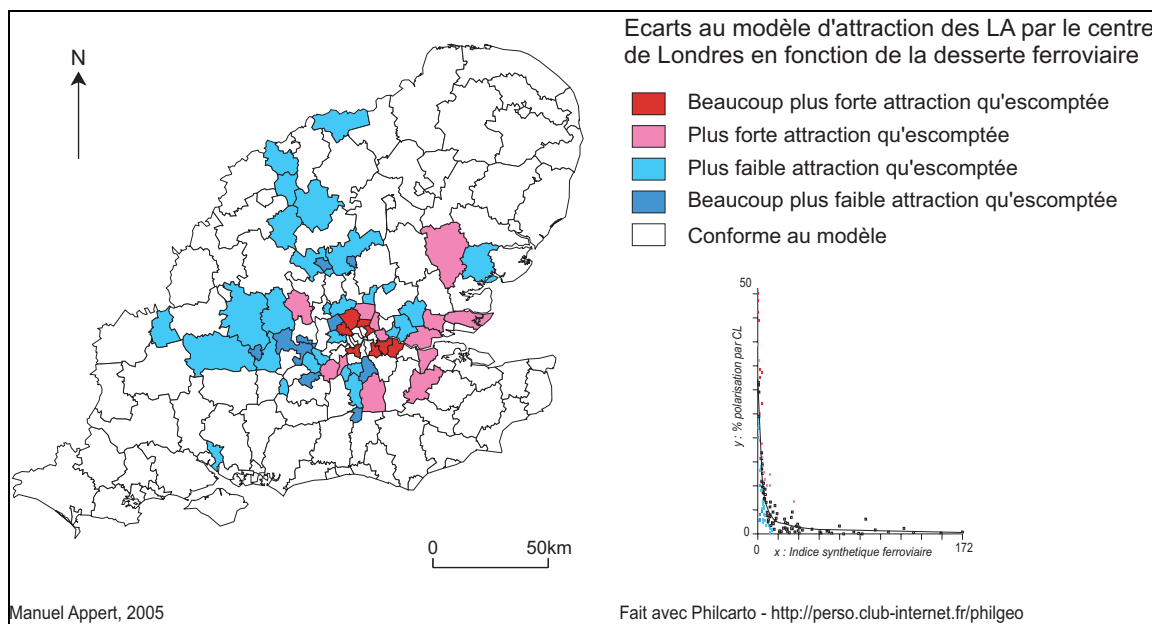 Ecarts au modèle d'attraction des LA par le centre
de Londres en fonction de la desserte ferroviaire
N
Beaucoup plus forte attraction qu'escomptée
Plus forte attraction qu'escomptée
Plus faible attraction qu'escomptée
Beaucoup plus faible attraction qu'escomptée
Conforme au modèle
50
y : % polarisation par CL
0
0
172
x : Indice synthetique ferroviaire
0
50km
Manuel Appert, 2005
Fait avec Philcarto - http://perso.club-internet.fr/philgeo